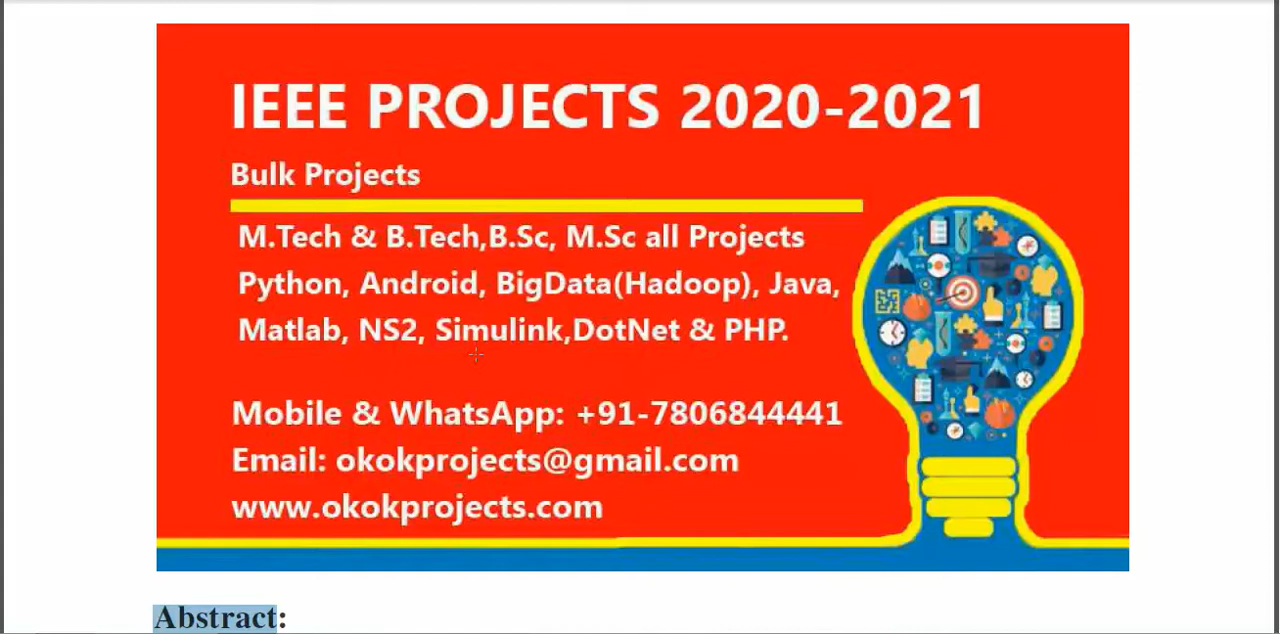 IEEE PROJECTS 2020-2021
Bulk Projects
M.Tech & B.Tech,B.Sc, M.Sc all Projects
Python, Android, BigData(Hadoop), Java,
Matlab, NS2, Simulink,DotNet & PHP.
Mobile & WhatsApp: +91-7806844441
Email: okokprojects@gmail.com
www.okokprojects.com
Abstract: